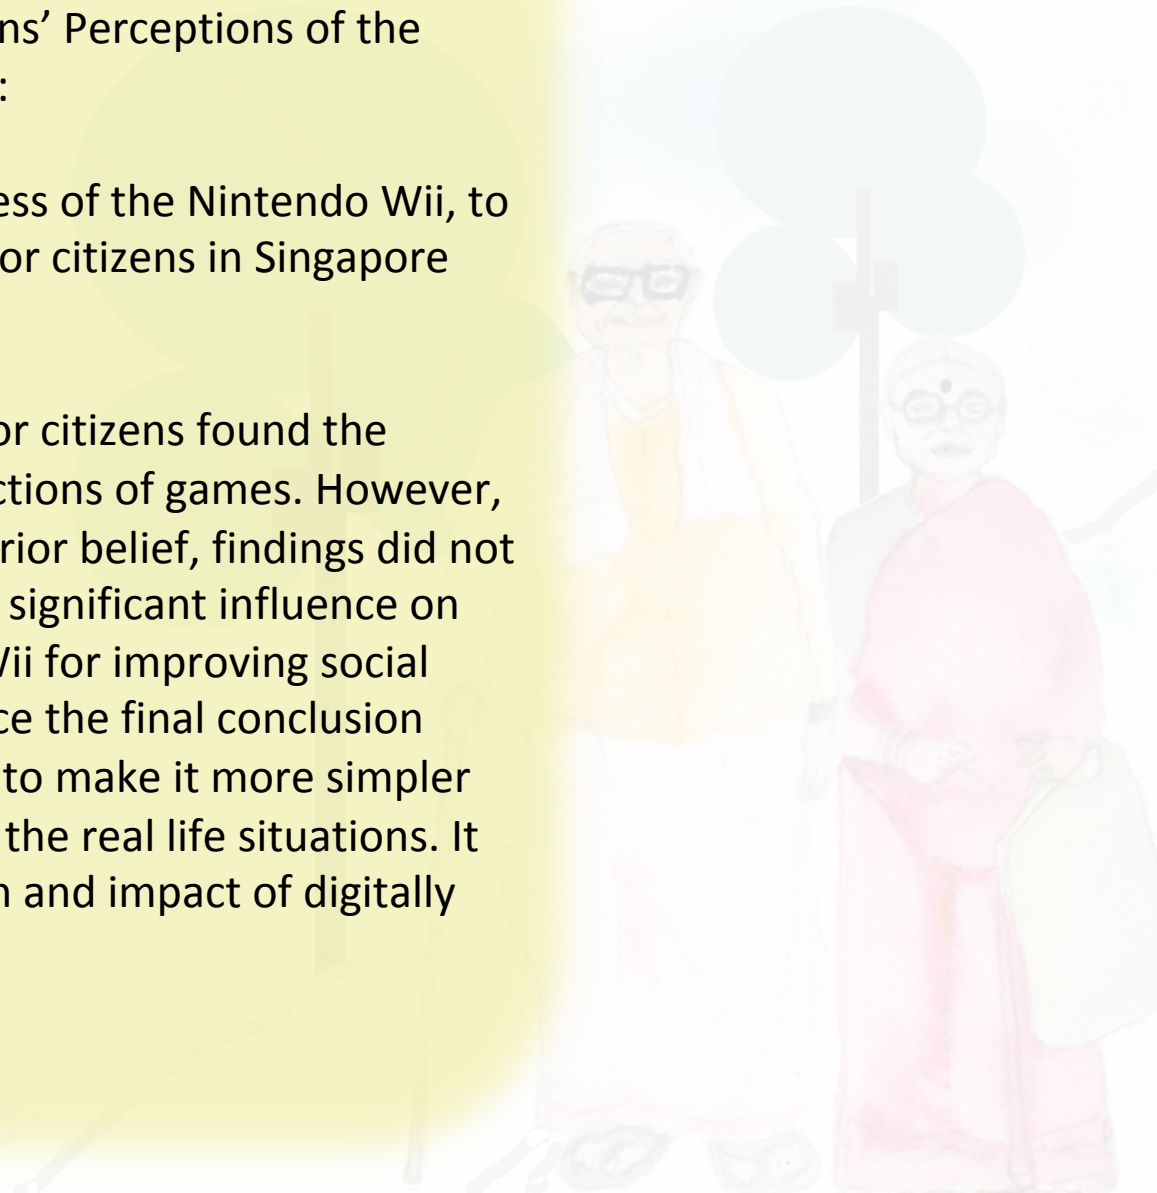 ns’ Perceptions of the
:
ess of the Nintendo Wii, to
or citizens in Singapore
or citizens found the
ctions of games. However,
rior belief, findings did not
significant influence on
Wii for improving social
ce the final conclusion
to make it more simpler
the real life situations. It
n and impact of digitally